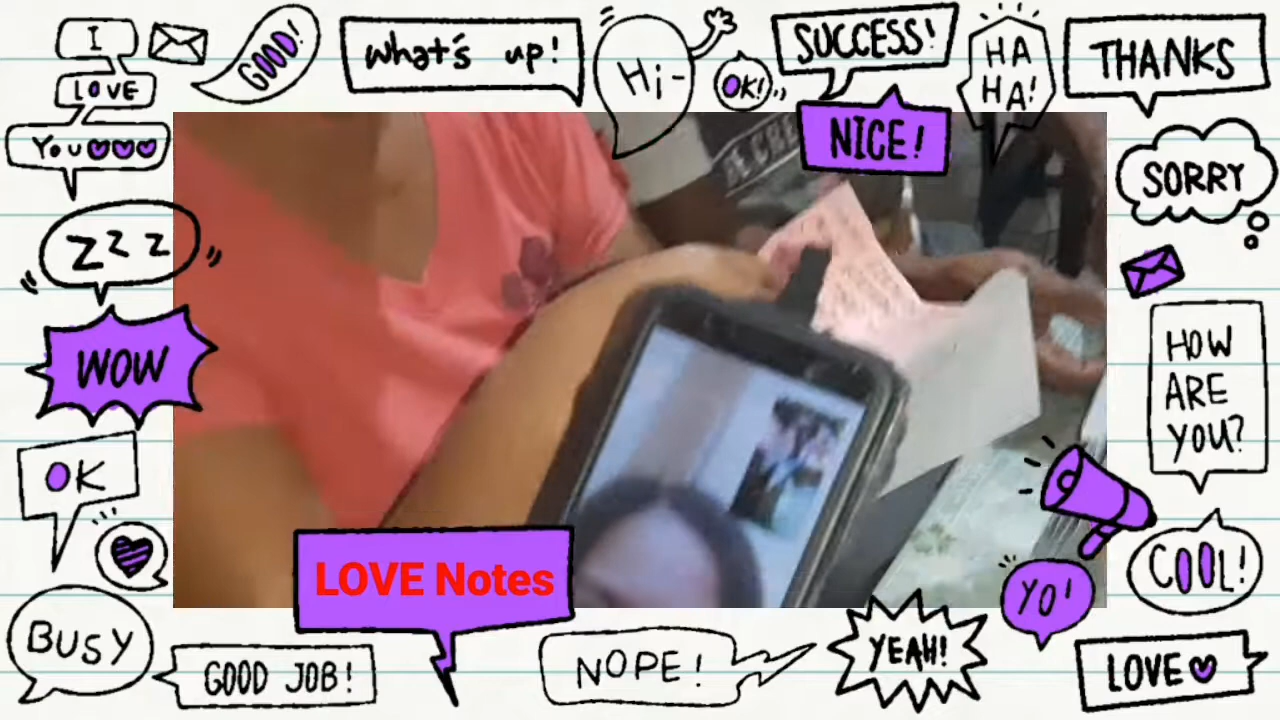 I
LOVE
YOU
GOOD!
what's up!
Hi-
OK!
SUCCESS!
NICE!
HA
HA!
THANKS
SORRY
ZZZ
WOW
HOW
ARE
YOU?
OK
COOL!
YO!
LOVE Notes
BUSY
GOOD JOB!
NOPE!
YEAH!
LOVE